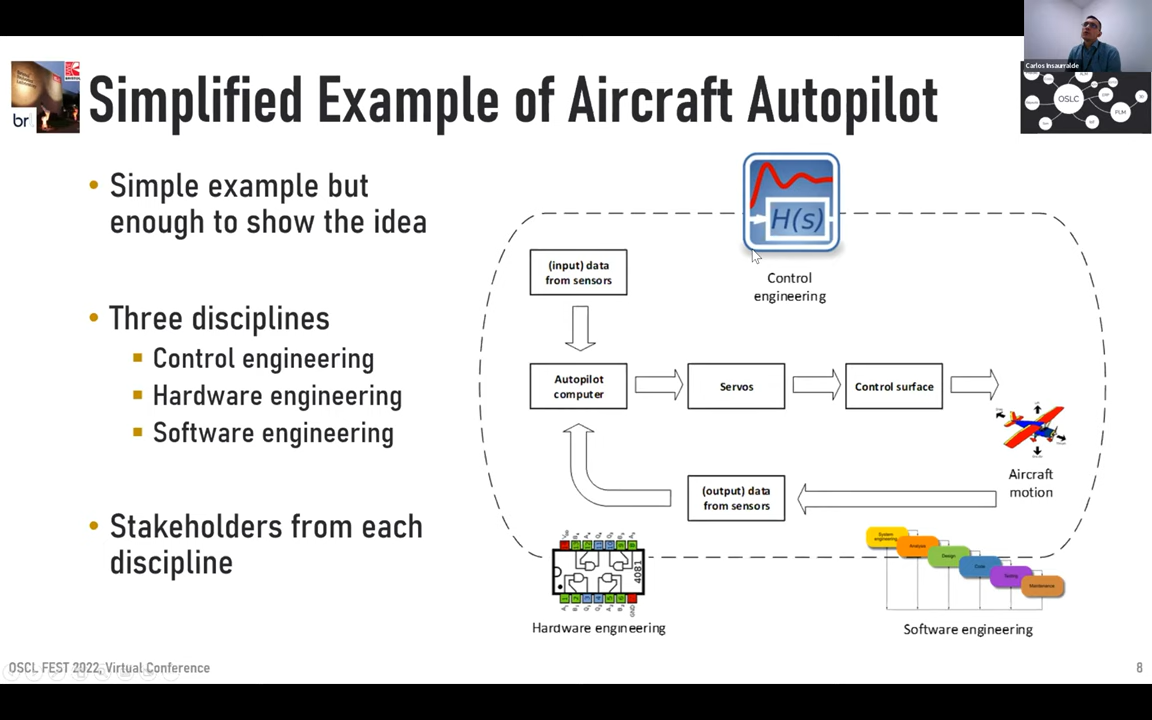 Carlos Insaurralde
OSLC
PLM
br
Simplified Example of Aircraft Autopilot
• Simple example but
enough to show the idea
• Three disciplines
Control engineering
Hardware engineering
Software engineering
• Stakeholders from each
discipline
H(s)
Control
engineering
(input) data
from sensors
Autopilot
computer
Servos
Control surface
Aircraft
motion
(output) data
from sensors
4081
GND
Hardware engineering
System
engineering
Analysis
Design
Code
Testing
Maintenance
Software engineering
OSCL FEST 2022, Virtual Conference
8